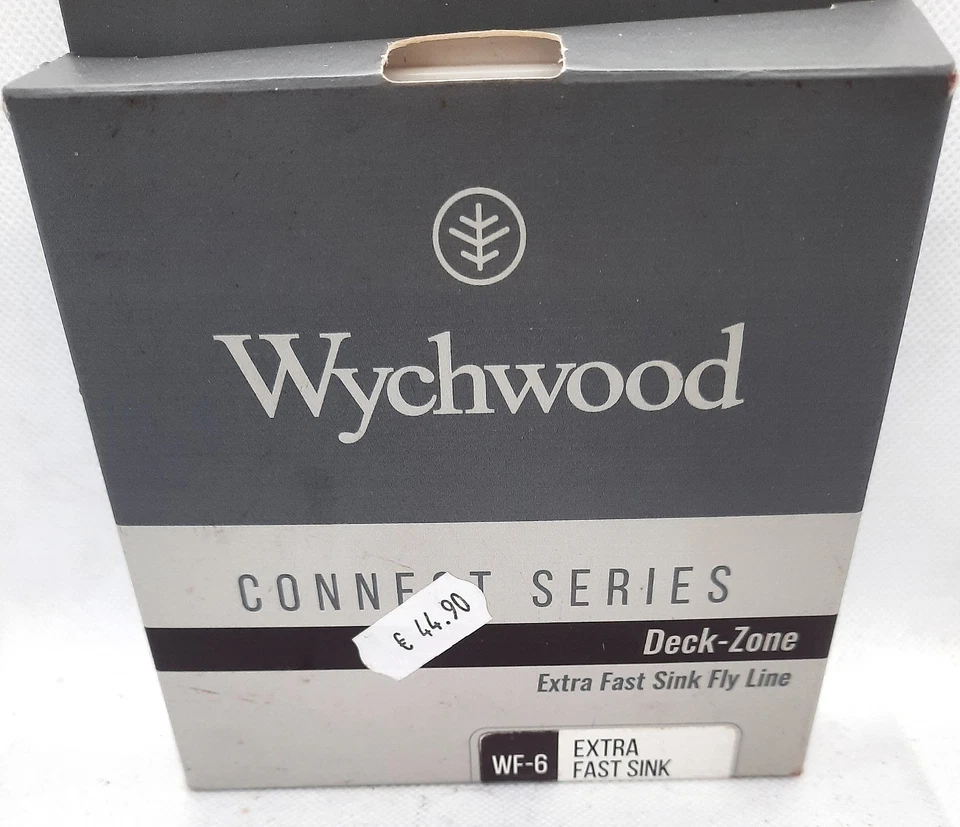 Wychwood
CONNECT SERIES
€ 44.90
Deck-Zone
Extra Fast Sink Fly Line
WF-6 EXTRA
FAST SINK